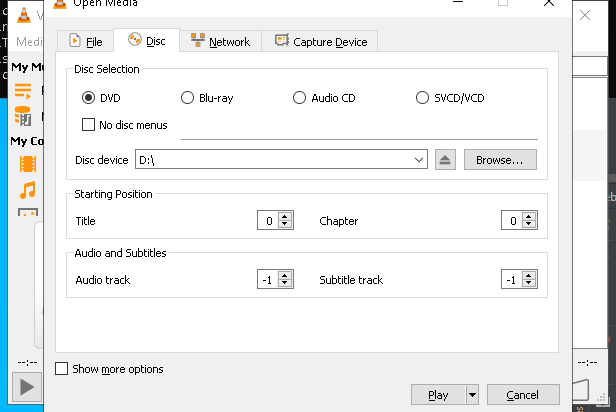 Open Media
Medi
File
Disc
Network
Capture Device
My M
Disc Selection
DVD
Blu-ray
Audio CD
SVCD/VCD
No disc menus
My Co
Disc device
D:\
Browse...
Starting Position
Title
0
Chapter
0
Audio and Subtitles
Audio track
-1
Subtitle track
-1
--:--
Show more options
--:--
Play
Cancel